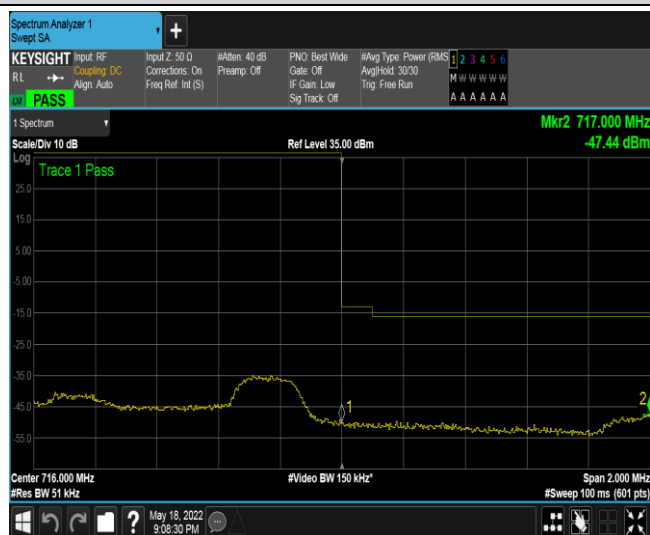 Spectrum Analyzer 1
Swept SA
+
KEYSIGHT Input: RF Input Z: 50 Ω #Atten: 40 dB PNO: Best Wide #Avg Type: Power (RMS 1 2 3 4 5 6
RL Coupling: DC Corrections: On Preamp: Off Gate: Off Avg|Hold: 30/30 M W W W W W
Align: Auto Freq Ref: Int (S) IF Gain: Low Trig: Free Run
PASS Sig Track: Off A A A A A A
1 Spectrum Mkr2 717.000 MHz
Scale/Div 10 dB Ref Level 35.00 dBm -47.44 dBm
Log
Trace 1 Pass
25.0
15.0
5.00
-5.00
-15.0
-25.0
-35.0
-45.0 1 2
-55.0
Center 716.000 MHz #Video BW 150 kHz* Span 2.000 MHz
#Res BW 51 kHz #Sweep 100 ms (601 pts)
? May 18, 2022
9:08:30 PM